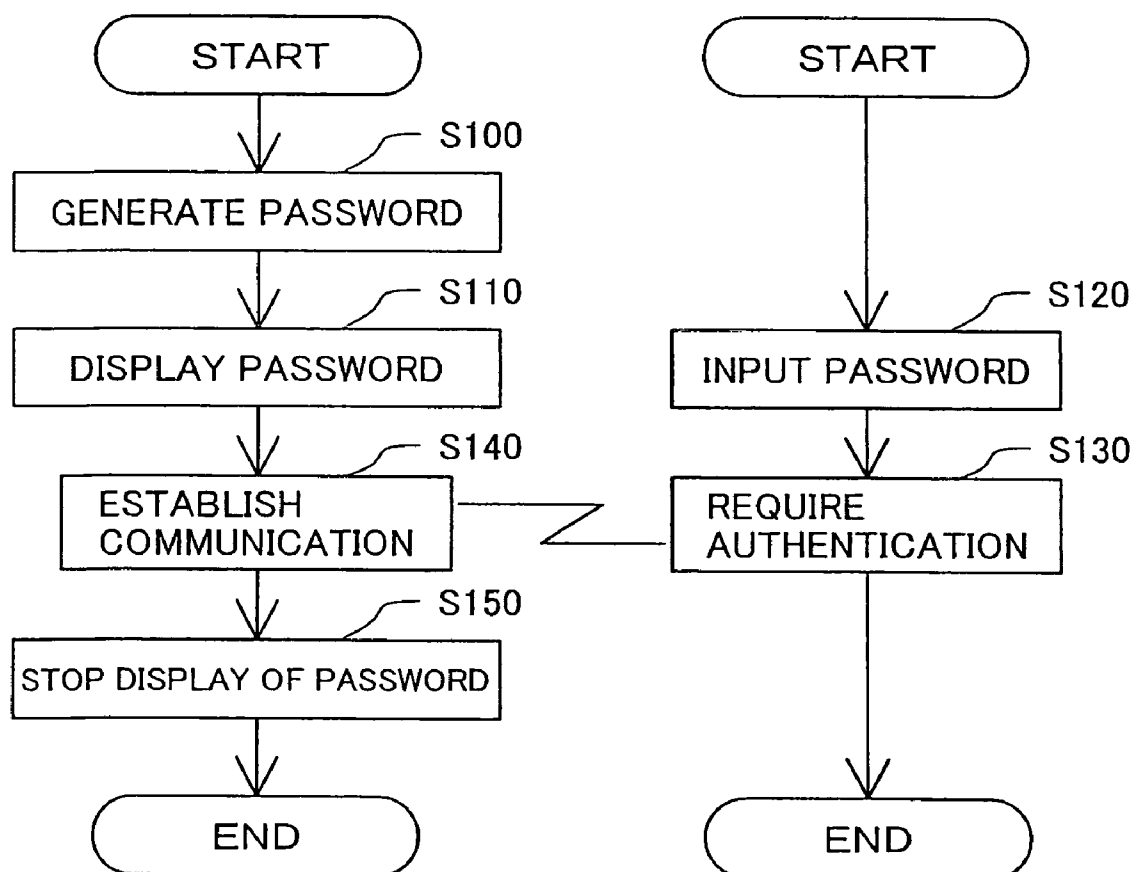 START
S100
GENERATE PASSWORD
S110
DISPLAY PASSWORD
S140
ESTABLISH
COMMUNICATION
S150
STOP DISPLAY OF PASSWORD
END
START
S120
INPUT PASSWORD
S130
REQUIRE
AUTHENTICATION
END